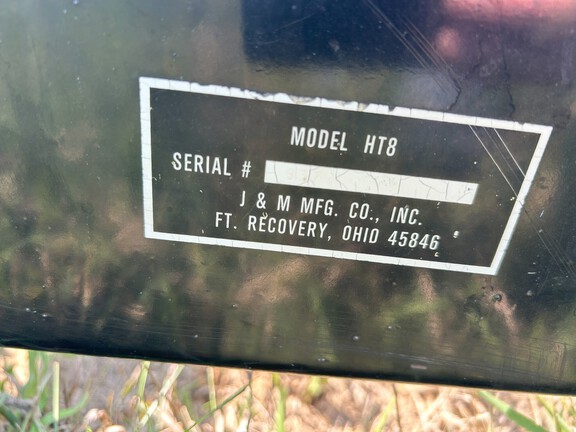 MODEL HT8
SERIAL #
J & M MFG. CO., INC.
FT. RECOVERY, OHIO 45846